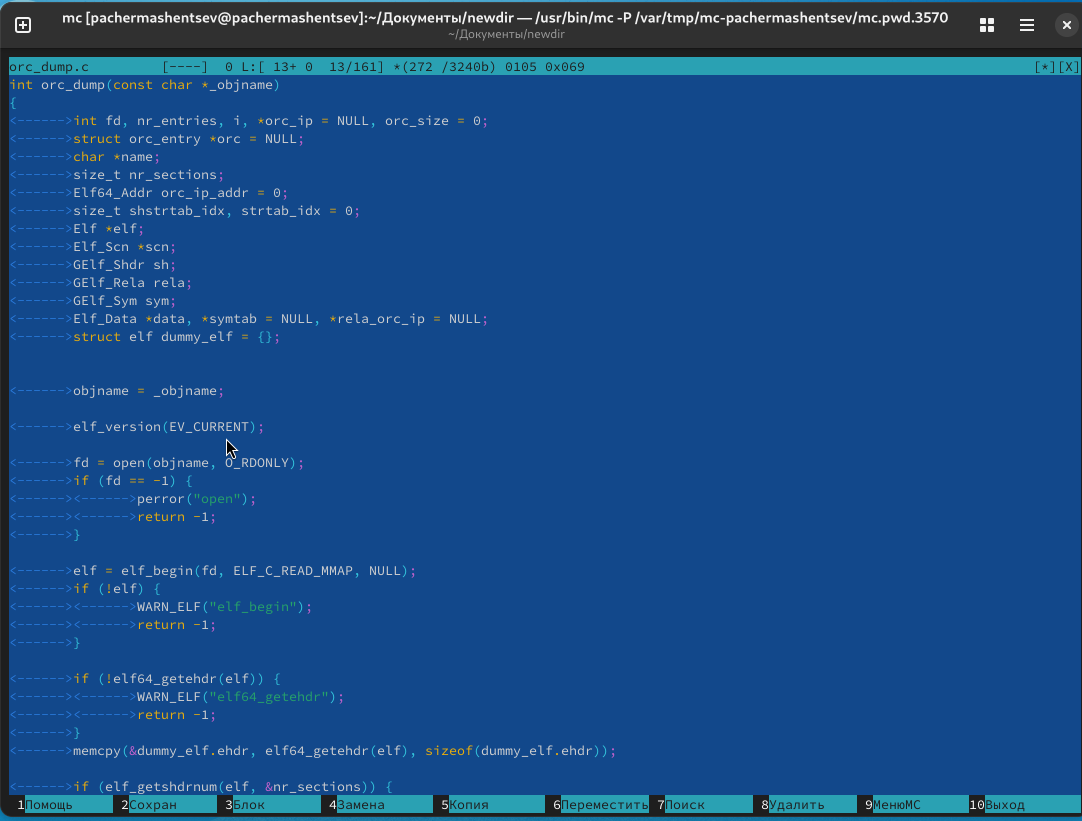 mc [pachermashentsev@pachermashentsev]:~/Документы/newdir — /usr/bin/mc -P /var/tmp/mc-pachermashentsev/mc.pwd.3570
~/Документы/newdir
orc_dump.c [----] 0 L:[ 13+ 0 13/161] *(272 /3240b) 0105 0x069 [*][X]
int orc_dump(const char *_objname)
{
<------>int fd, nr_entries, i, *orc_ip = NULL, orc_size = 0;
<------>struct orc_entry *orc = NULL;
<------>char *name;
<------>size_t nr_sections;
<------>Elf64_Addr orc_ip_addr = 0;
<------>size_t shstrtab_idx, strtab_idx = 0;
<------>Elf *elf;
<------>Elf_Scn *scn;
<------>GElf_Shdr sh;
<------>GElf_Rela rela;
<------>GElf_Sym sym;
<------>Elf_Data *data, *symtab = NULL, *rela_orc_ip = NULL;
<------>struct elf dummy_elf = {};
<------>objname = _objname;
<------>elf_version(EV_CURRENT);
<------>fd = open(objname, O_RDONLY);
<------>if (fd == -1) {
<------><------>perror("open");
<------><------>return -1;
<------>}
<------>elf = elf_begin(fd, ELF_C_READ_MMAP, NULL);
<------>if (!elf) {
<------><------>WARN_ELF("elf_begin");
<------><------>return -1;
<------>}
<------>if (!elf64_getehdr(elf)) {
<------><------>WARN_ELF("elf64_getehdr");
<------><------>return -1;
<------>}
<------>memcpy(&dummy_elf.ehdr, elf64_getehdr(elf), sizeof(dummy_elf.ehdr));
<------>if (elf_getshdrnum(elf, &nr_sections)) {
1Помощь 2Сохран 3Блок 4Замена 5Копия 6Переместить 7Поиск 8Удалить 9МенюMC 10Выход